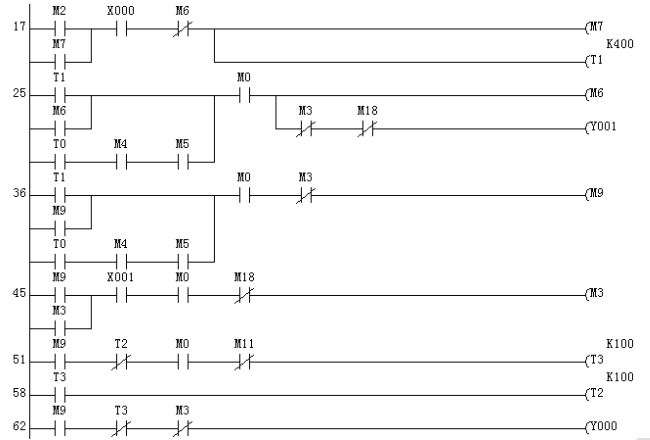 M2 X000 M6
17 (M7
M7 K400
(T1
T1 M0
25 (M6
M6 M3 M18
(Y001
T0 M4 M5
T1 M0 M3
36 (M9
M9
T0 M4 M5
M9 X001 M0 M18
45 (M3
M3
M9 T2 M0 M11 K100
51 (T3
T3 K100
58 (T2
M9 T3 M3
62 (Y000